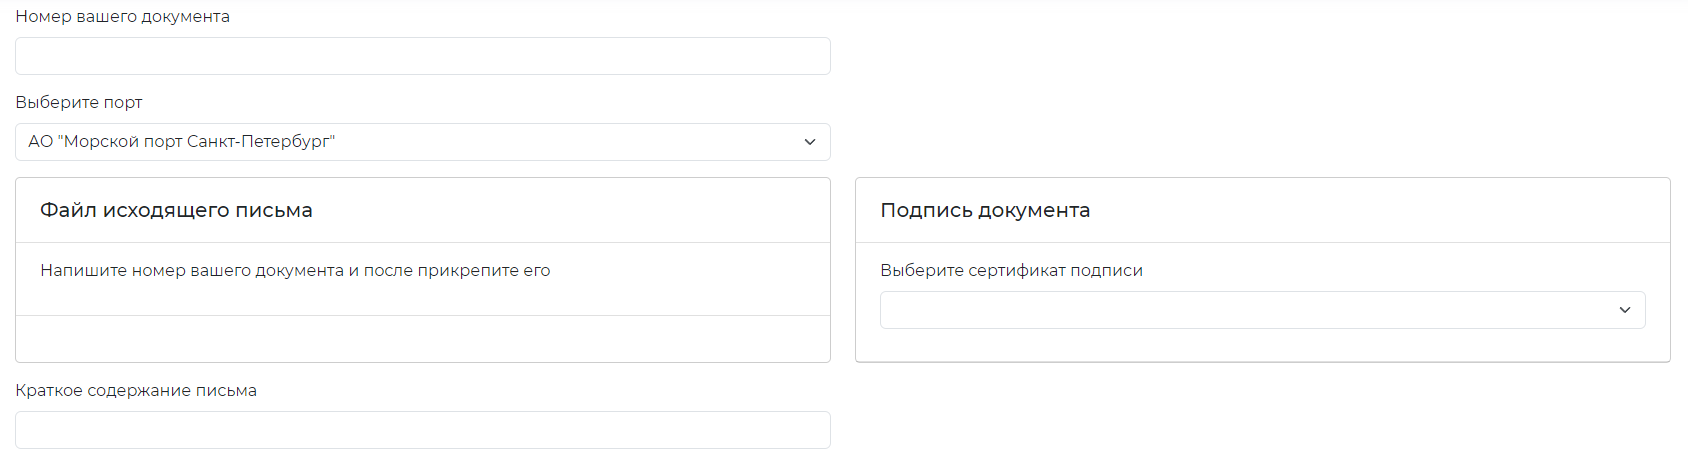 Номер вашего документа
Выберите порт
АО "Морской порт Санкт-Петербург"
Файл исходящего письма
Напишите номер вашего документа и после прикрепите его
Подпись документа
Выберите сертификат подписи
Краткое содержание письма